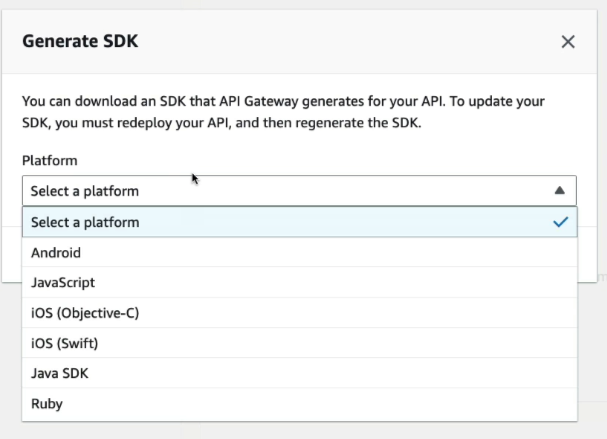 Generate SDK
You can download an SDK that API Gateway generates for your API. To update your
SDK, you must redeploy your API, and then regenerate the SDK.
Platform
Select a platform
Select a platform
Android
JavaScript
iOS (Objective-C)
iOS (Swift)
Java SDK
Ruby